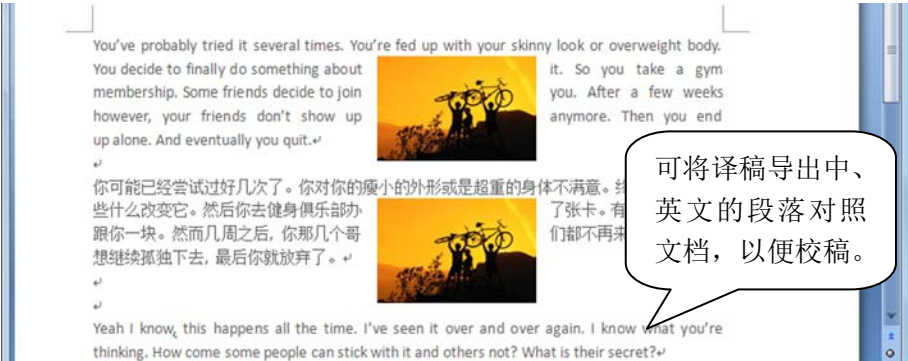 You've probably tried it several times. You're fed up with your skinny look or overweight body.
You decide to finally do something about it. So you take a gym
membership. Some friends decide to join you. After a few weeks
however, your friends don't show up anymore. Then you end
up alone. And eventually you quit.
你可能已经尝试过好几次了。你对你的瘦小的外形或是超重的身体不满意。
些什么改变它。然后你去健身俱乐部办了张卡。有
跟你一块。然而几周之后, 你那几个哥们都不再来
想继续孤独下去, 最后你就放弃了。
可将译稿导出中、
英文的段落对照
文档，以便校稿。
Yeah I know, this happens all the time. I've seen it over and over again. I know what you're
thinking. How come some people can stick with it and others not? What is their secret?